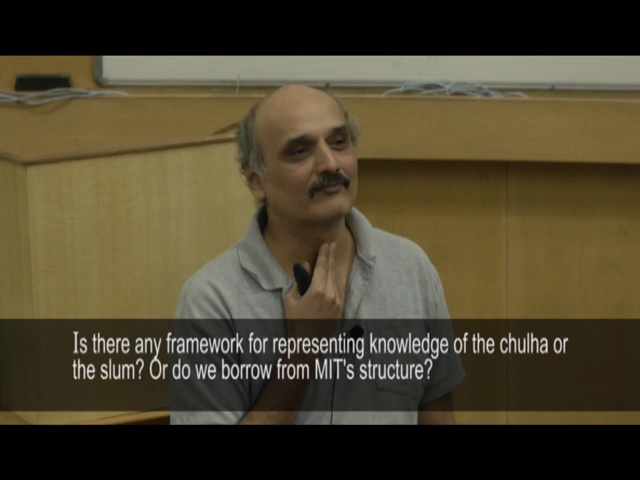 Is there any framework for representing knowledge of the chulha or
the slum? Or do we borrow from MIT's structure?